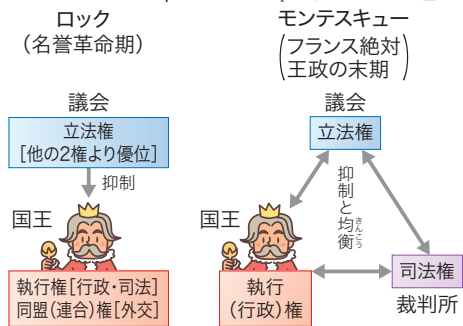 ロック
(名誉革命期)
議会
立法権
[他の2権より優位]
抑制
国王
執行権[行政・司法]
同盟(連合)権[外交]
モンテスキュー
(フランス絶対
王政の末期)
議会
立法権
抑制と均衡
きんこう
国王
執行
(行政)権
司法権
裁判所